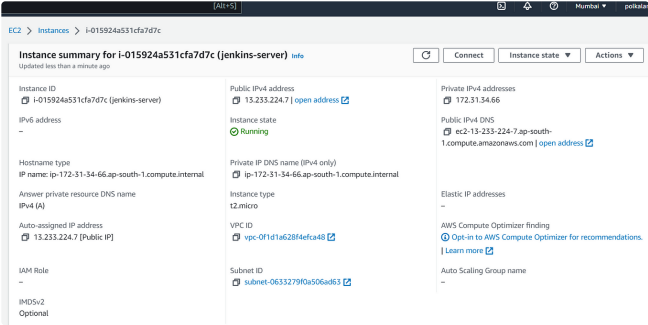 [Alt+S]
Mumbai ▼
EC2 > Instances > i-015924a531cfa7d7c
Instance summary for i-015924a531cfa7d7c (jenkins-server) Info
Connect
Instance state ▼
Actions ▼
Updated less than a minute ago
Instance ID
i-015924a531cfa7d7c (jenkins-server)
Public IPv4 address
13.233.224.7 | open address
Private IPv4 addresses
172.31.34.66
IPv6 address
–
Instance state
Running
Public IPv4 DNS
ec2-13-233-224-7.ap-south-
1.compute.amazonaws.com | open address
Hostname type
IP name: ip-172-31-34-66.ap-south-1.compute.internal
Private IP DNS name (IPv4 only)
ip-172-31-34-66.ap-south-1.compute.internal
Answer private resource DNS name
IPv4 (A)
Instance type
t2.micro
Elastic IP addresses
–
Auto-assigned IP address
13.233.224.7 [Public IP]
VPC ID
vpc-0f1d1a628f4efca48
AWS Compute Optimizer finding
Opt-in to AWS Compute Optimizer for recommendations.
| Learn more
IAM Role
–
Subnet ID
subnet-0633279f0a506ad63
Auto Scaling Group name
–
IMDSv2
Optional